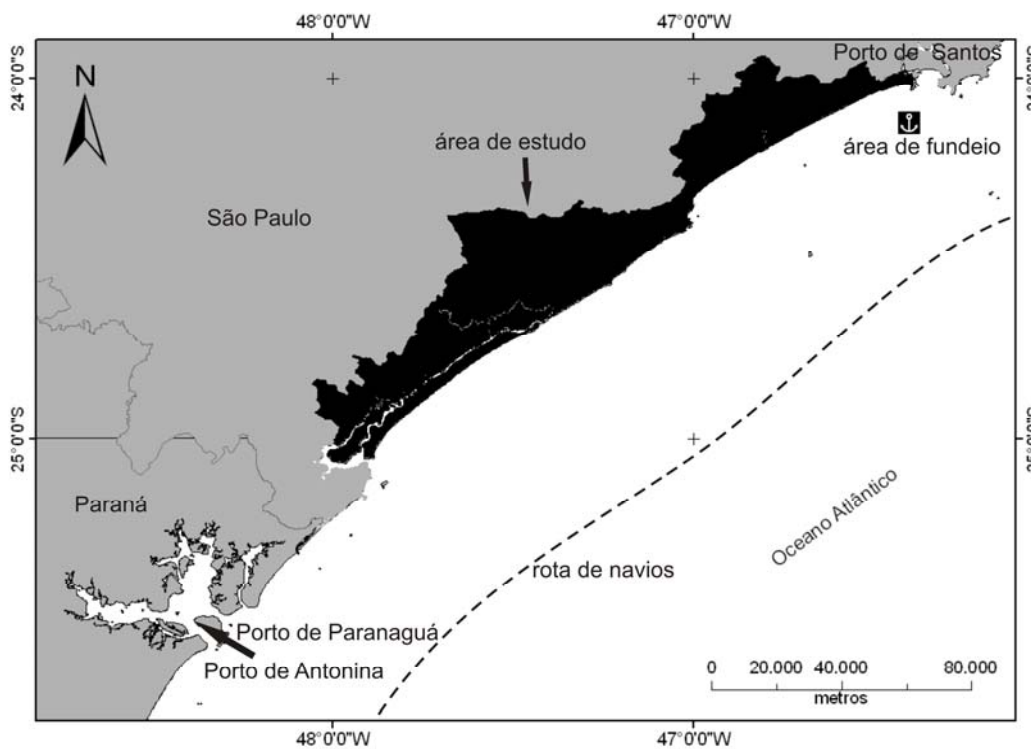 48°0'0"W 47°0'0"W
Porto de Santos
24°0'0"S
N
área de fundeio
área de estudo
São Paulo
25°0'0"S
Paraná
Oceano Atlântico
rota de navios
Porto de Paranaguá
Porto de Antonina
0 20.000 40.000 80.000
metros
48°0'0"W 47°0'0"W